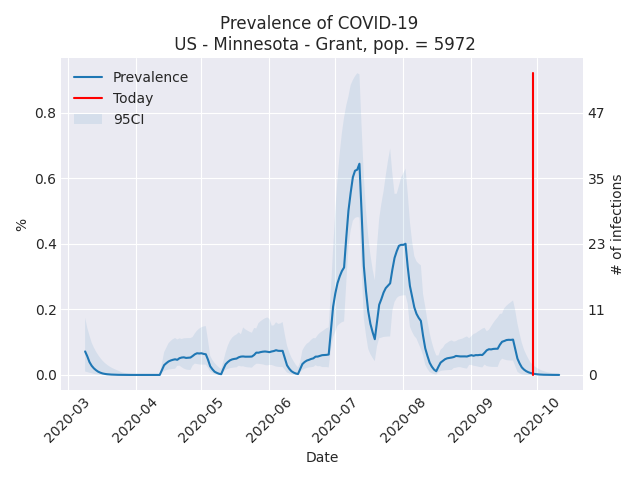 Prevalence of COVID-19
US - Minnesota - Grant, pop. = 5972
Prevalence
Today
95CI
%
0.8
0.6
0.4
0.2
0.0
47
35
23
11
0
# of infections
2020-03
2020-04
2020-05
2020-06
2020-07
2020-08
2020-09
2020-10
Date